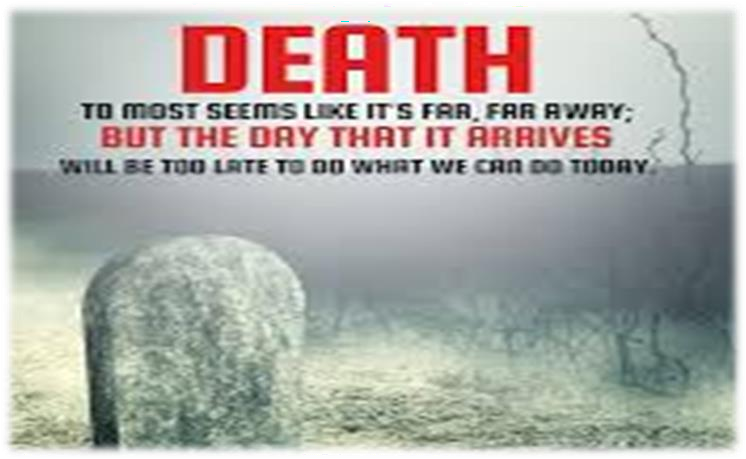 DEATH
TO MOST SEEMS LIKE IT'S FAR, FAR AWAY;
BUT THE DAY THAT IT ARRIVES
WILL BE TOO LATE TO DO WHAT WE CAN DO TODAY.